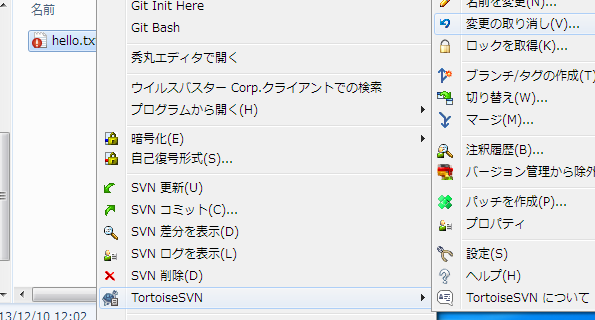 名前
hello.tx
13/12/10 12:02
Git Init Here
Git Bash
秀丸エディタで開く
ウイルスバスター Corp.クライアントでの検索
プログラムから開く(H)
暗号化(E)
自己復号形式(S)...
SVN 更新(U)
SVN コミット(C)...
SVN 差分を表示(D)
SVN ログを表示(L)
SVN 削除(D)
TortoiseSVN
名前を変更(N)...
変更の取り消し(V)...
ロックを取得(K)...
ブランチ/タグの作成(T)
切り替え(W)...
マージ(M)...
注釈履歴(B)...
バージョン管理から除外
パッチを作成(P)...
プロパティ
設定(S)
ヘルプ(H)
TortoiseSVN について